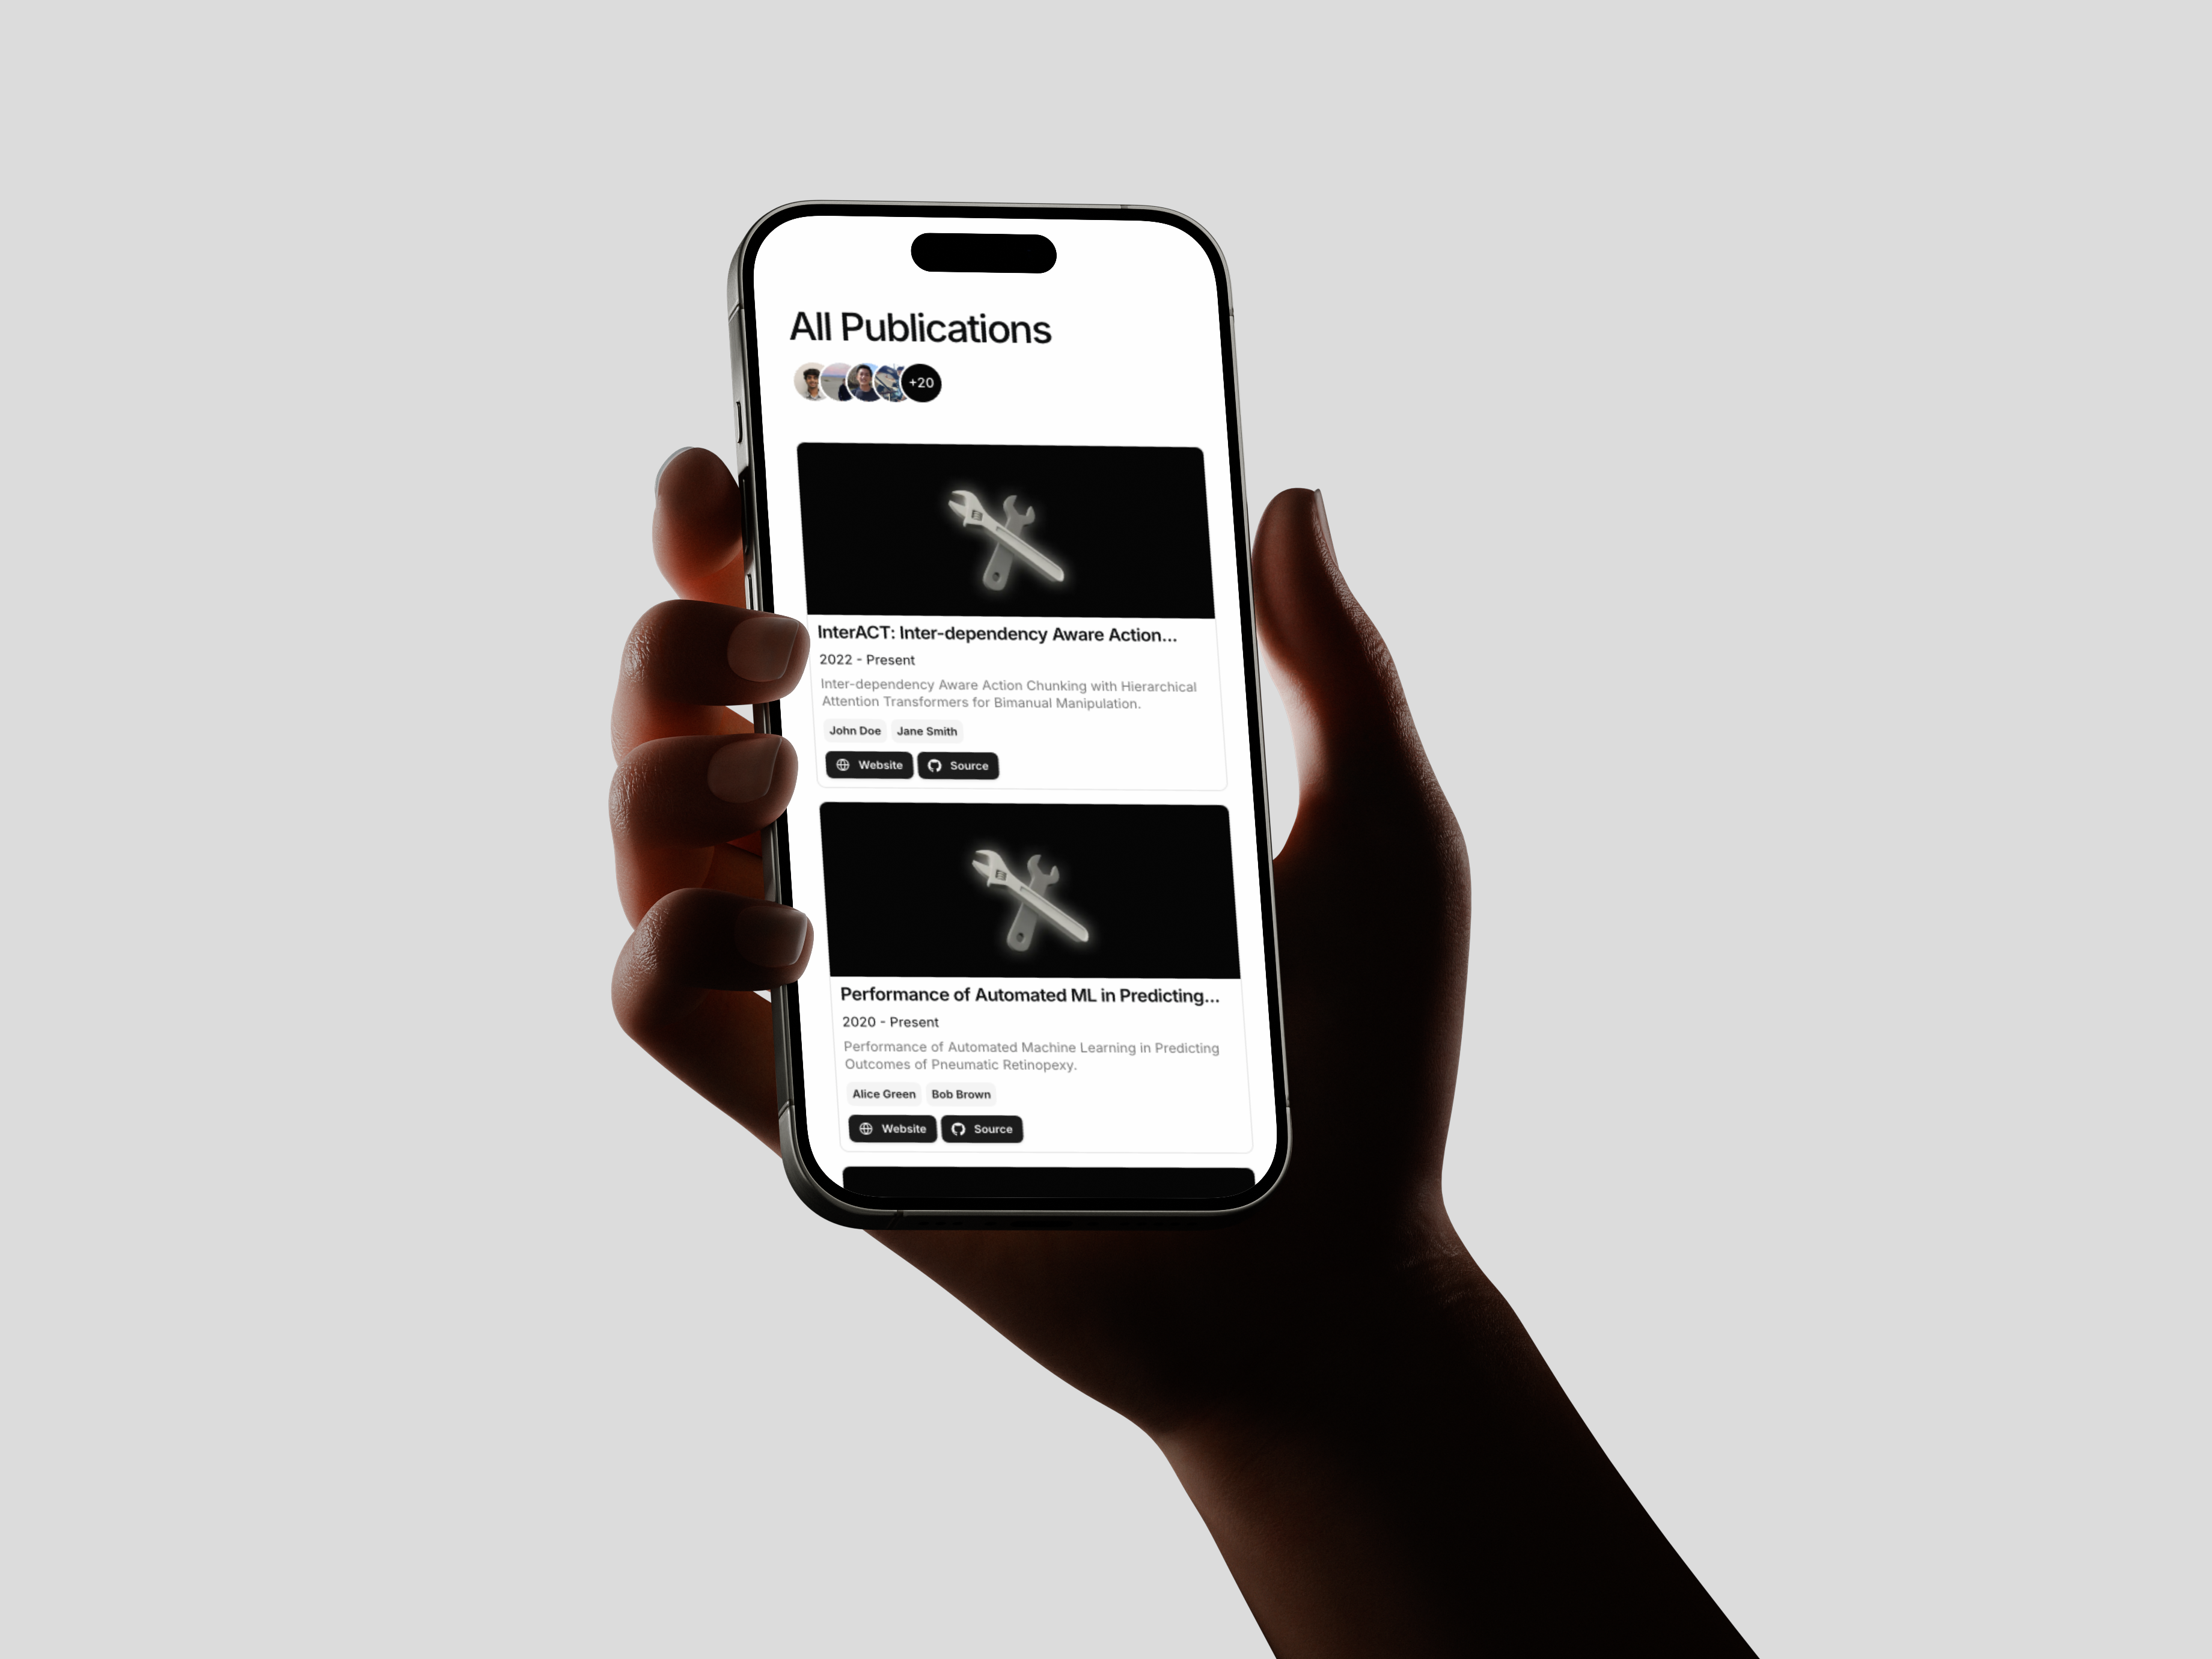 All Publications
+20
InterACT: Inter-dependency Aware Action...
2022 - Present
Inter-dependency Aware Action Chunking with Hierarchical
Attention Transformers for Bimanual Manipulation.
John Doe Jane Smith
Website Source
Performance of Automated ML in Predicting...
2020 - Present
Performance of Automated Machine Learning in Predicting
Outcomes of Pneumatic Retinopexy.
Alice Green Bob Brown
Website Source